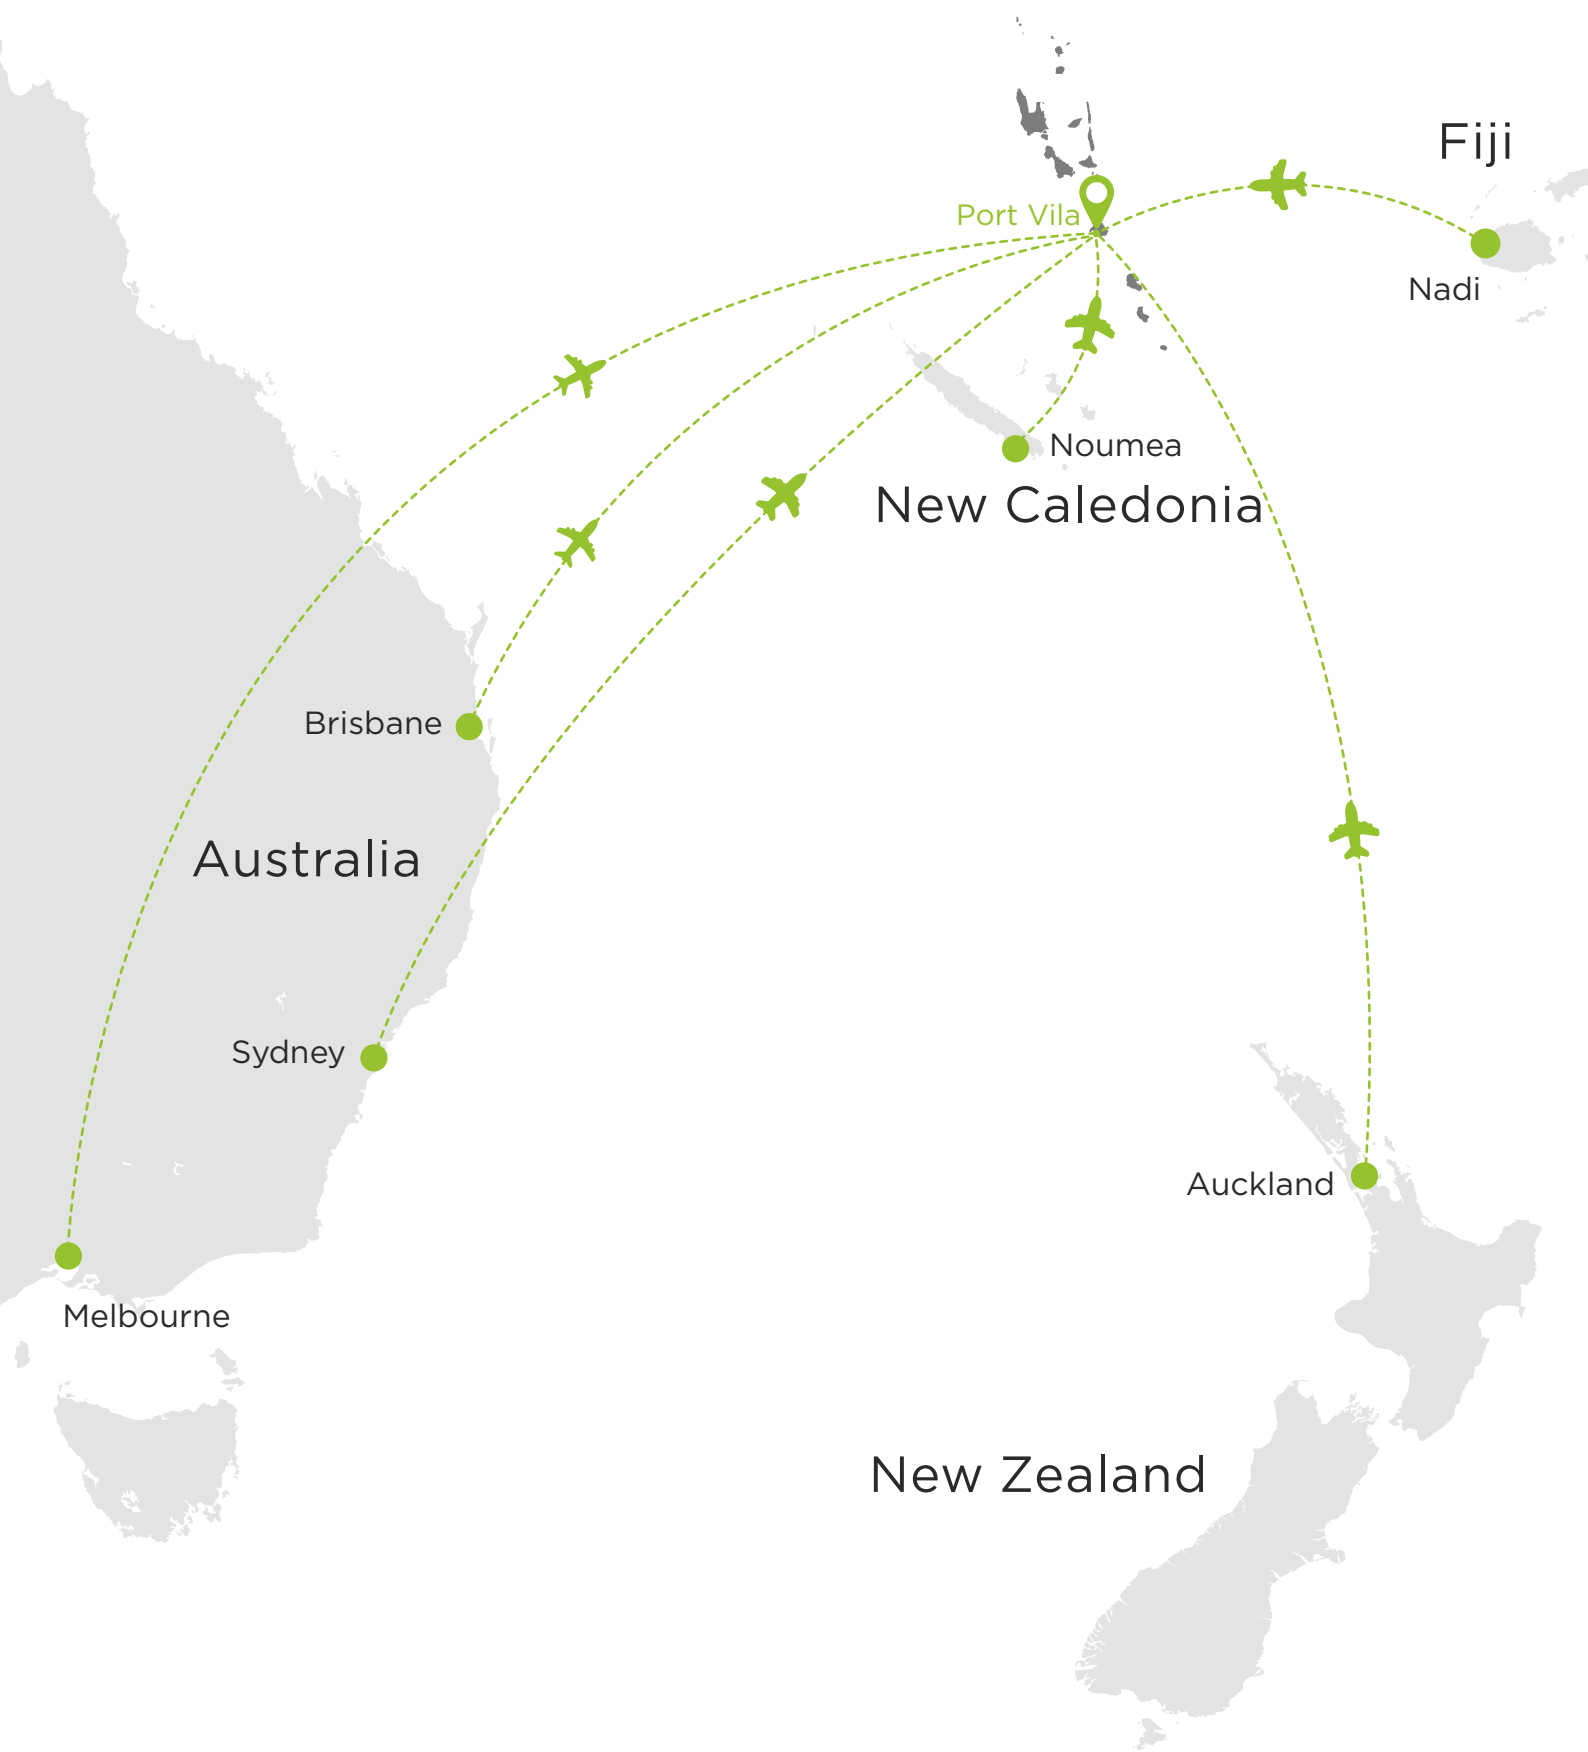 Fiji
Port Vila
Nadi
Noumea
New Caledonia
Brisbane
Australia
Sydney
Auckland
Melbourne
New Zealand